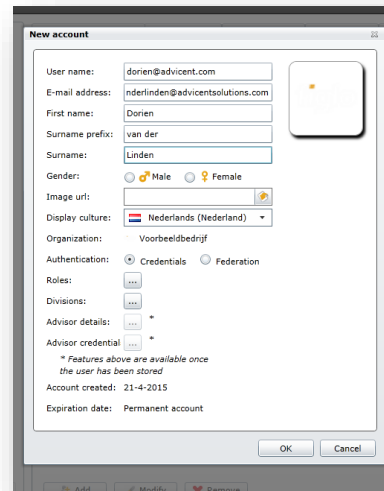 New account
User name: dorien@advicent.com
E-mail address: nderlinden@advicentsolutions.com
First name: Dorien
Surname prefix: van der
Surname: Linden
Gender: Male Female
Image url:
Display culture: Nederlands (Nederland)
Organization: Voorbeeldbedrijf
Authentication: Credentials Federation
Roles: ...
Divisions: ...
Advisor details: ... *
Advisor credential ... *
* Features above are available once
the user has been stored
Account created: 21-4-2015
Expiration date: Permanent account
OK Cancel
Add Modify Remove